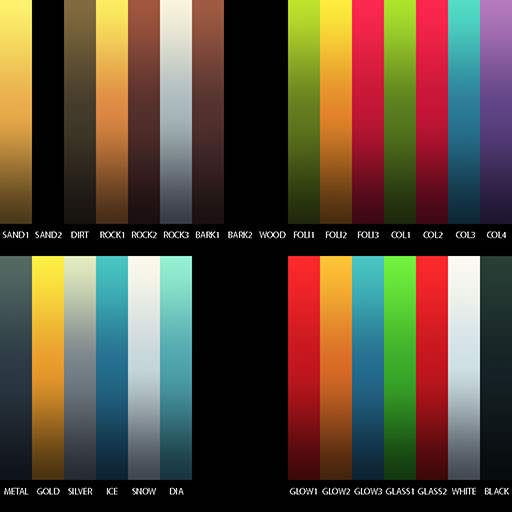 SAND1 SAND2 DIRT ROCK1 ROCK2 ROCK3 BARK1 BARK2 WOOD FOLI1 FOLI2 FOLI3 COL1 COL2 COL3 COL4
METAL GOLD SILVER ICE SNOW DIA GLOW1 GLOW2 GLOW3 GLASS1 GLASS2 WHITE BLACK